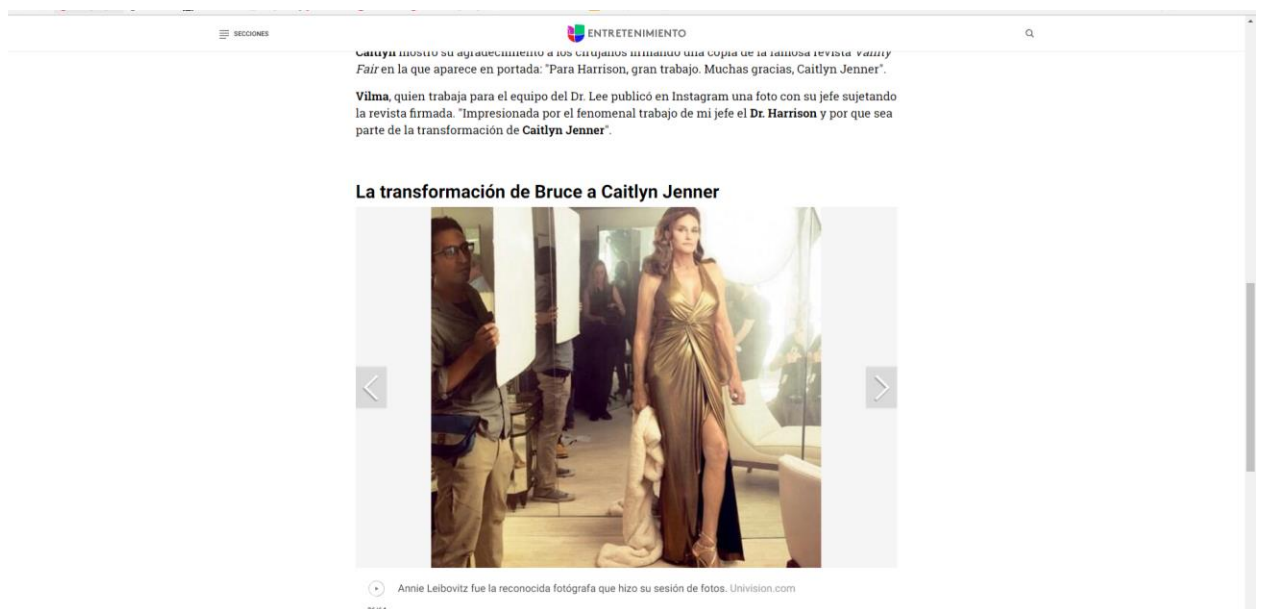 SECCIONES
ENTRETENIMIENTO
Caitlyn mostró su agradecimiento a los cirujanos firmando una copia de la famosa revista Vanity
Fair en la que aparece en portada: "Para Harrison, gran trabajo. Muchas gracias, Caitlyn Jenner".
Vilma, quien trabaja para el equipo del Dr. Lee publicó en Instagram una foto con su jefe sujetando
la revista firmada. "Impresionada por el fenomenal trabajo de mi jefe el Dr. Harrison y por que sea
parte de la transformación de Caitlyn Jenner".
La transformación de Bruce a Caitlyn Jenner
Annie Leibovitz fue la reconocida fotógrafa que hizo su sesión de fotos. Univision.com